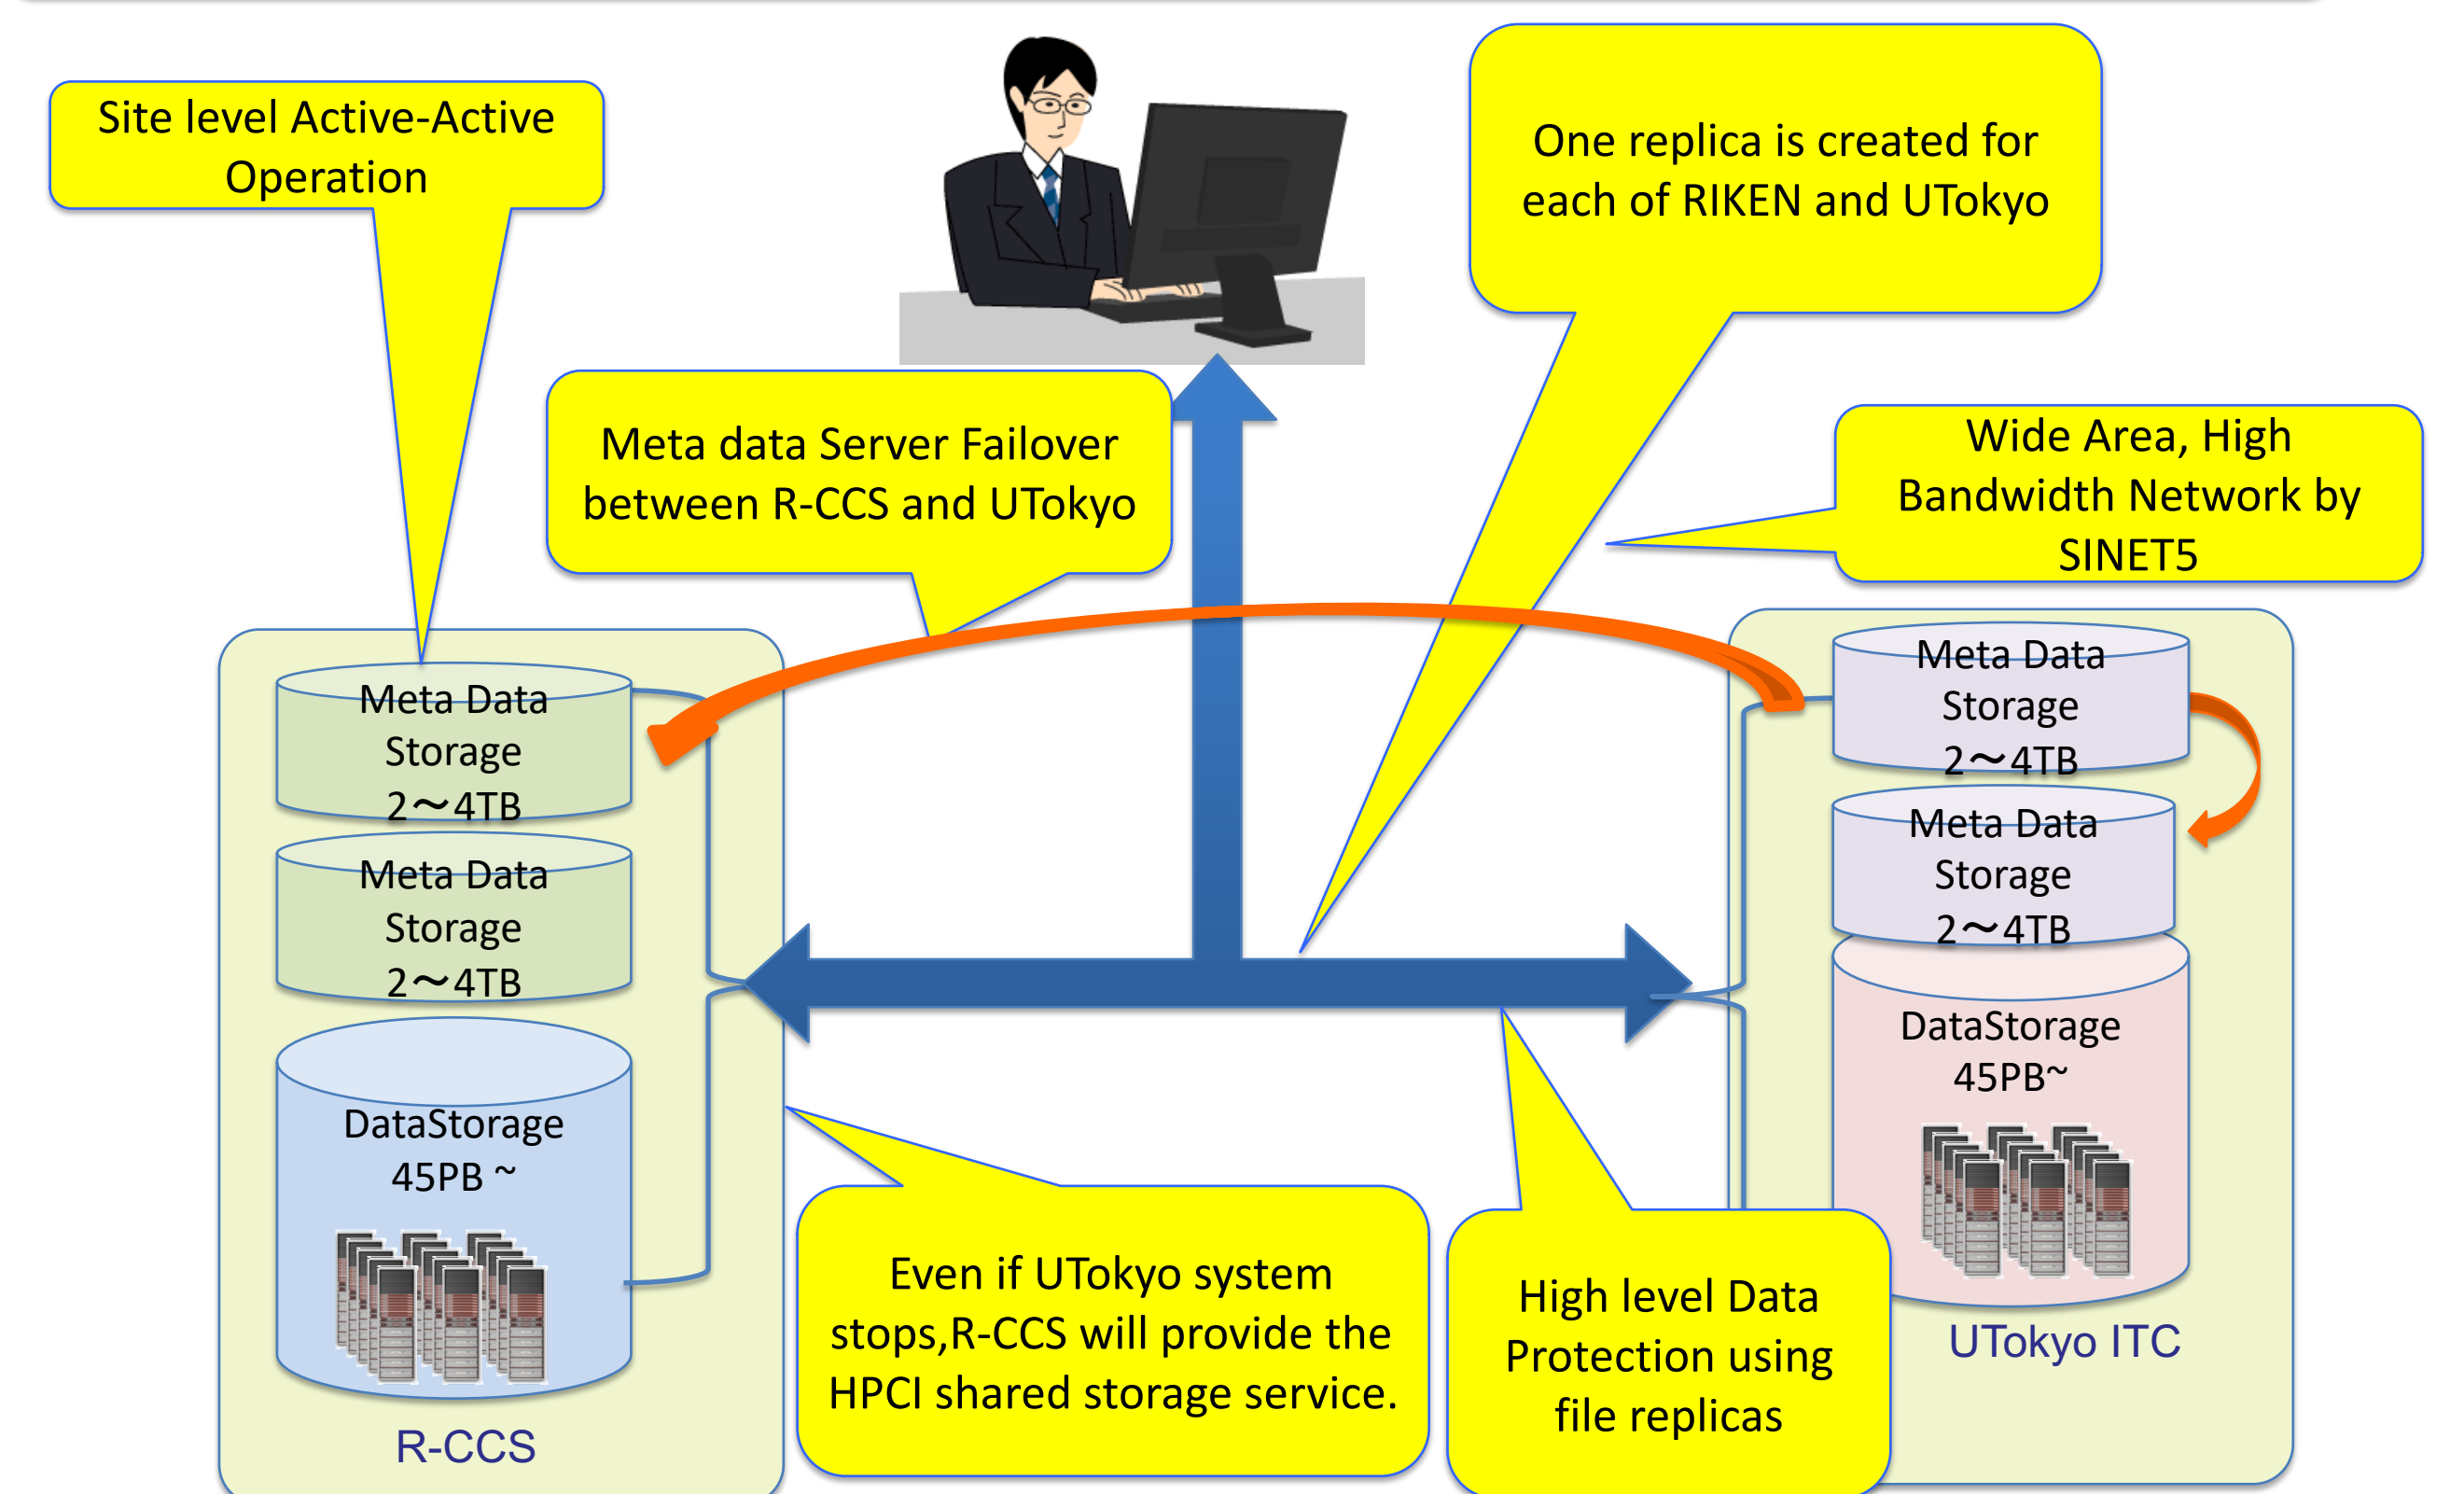 Site level Active-Active
Operation
One replica is created for
each of RIKEN and UTokyo
Meta data Server Failover
between R-CCS and UTokyo
Wide Area, High
Bandwidth Network by
SINET5
Meta Data
Storage
2～4TB
Meta Data
Storage
2～4TB
DataStorage
45PB ~
R-CCS
Meta Data
Storage
2～4TB
Meta Data
Storage
2～4TB
DataStorage
45PB~
UTokyo ITC
Even if UTokyo system
stops,R-CCS will provide the
HPCI shared storage service.
High level Data
Protection using
file replicas